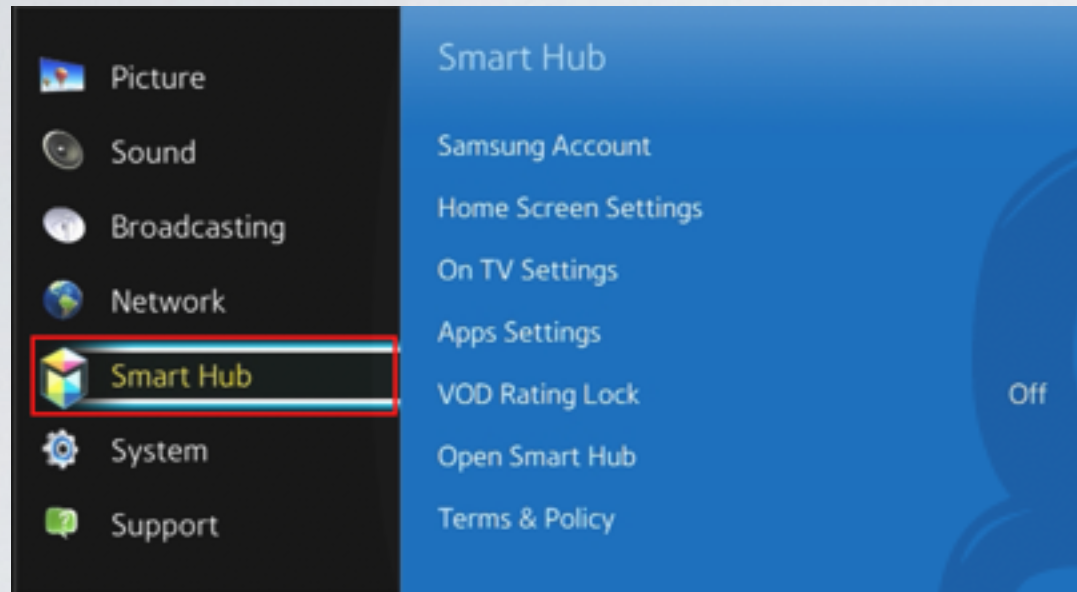 Picture
Sound
Broadcasting
Network
Smart Hub
System
Support
Smart Hub
Samsung Account
Home Screen Settings
On TV Settings
Apps Settings
VOD Rating Lock Off
Open Smart Hub
Terms & Policy